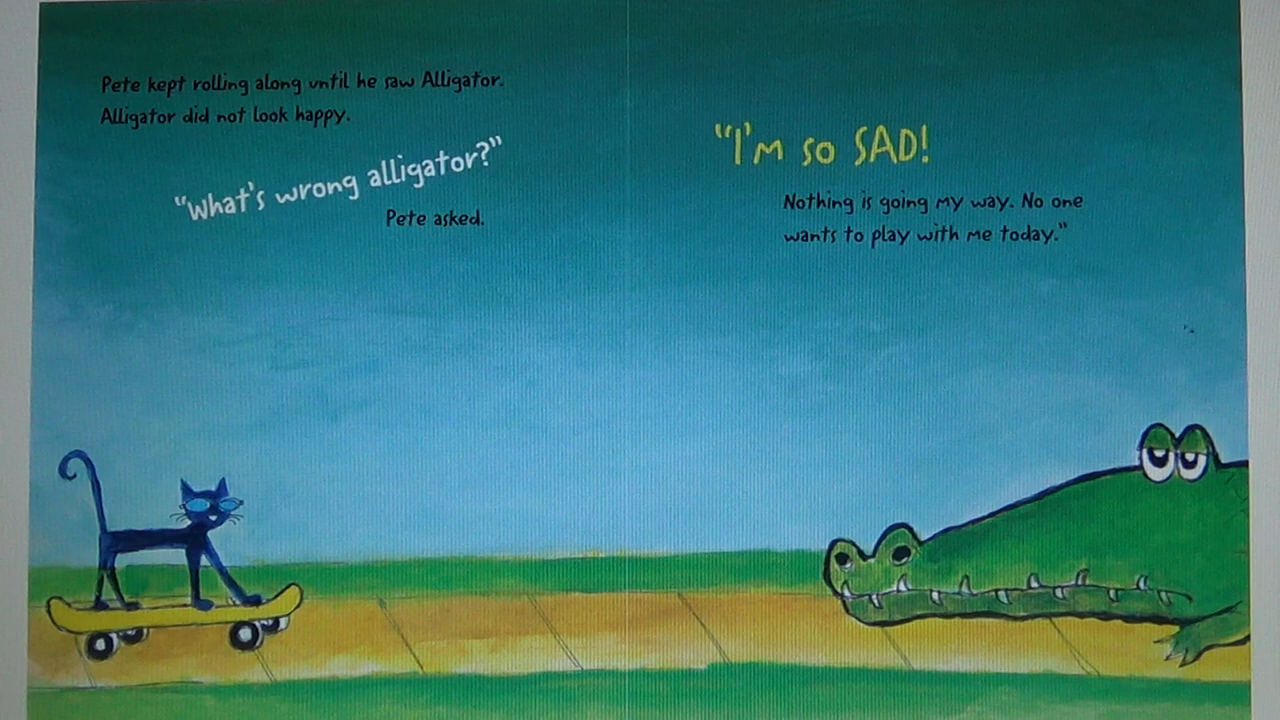 Pete kept rolling along until he saw Alligator.
Alligator did not look happy.
"What's wrong alligator?"
Pete asked.
"I'm so SAD!
Nothing is going my way. No one
wants to play with me today."